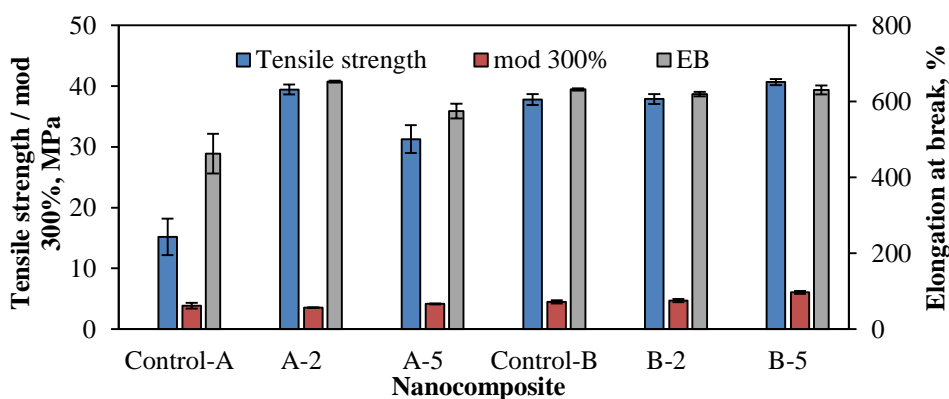 50
40
30
20
10
0
Tensile strength / mod
300%, MPa
Tensile strength
mod 300%
EB
800
600
400
200
0
Elongation at break, %
Control-A
A-2
A-5
Control-B
B-2
B-5
Nanocomposite